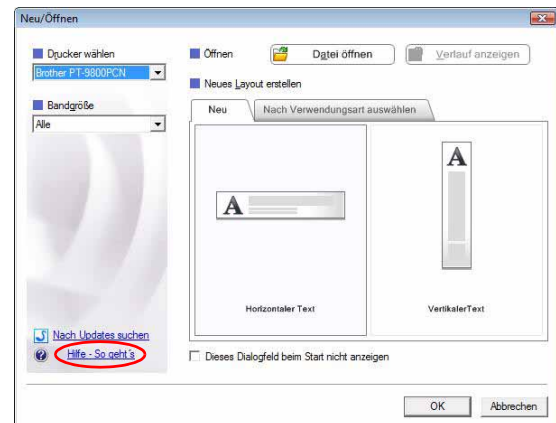 Neu/Öffnen
Drucker wählen
Brother PT-9800PCN
Bandgröße
Alle
Nach Updates suchen
Hilfe - So geht's
Öffnen
Datei öffnen
Verlauf anzeigen
Neues Layout erstellen
Neu
Nach Verwendungsart auswählen
A
Horizontaler Text
A
VertikalerText
Dieses Dialogfeld beim Start nicht anzeigen
OK
Abbrechen